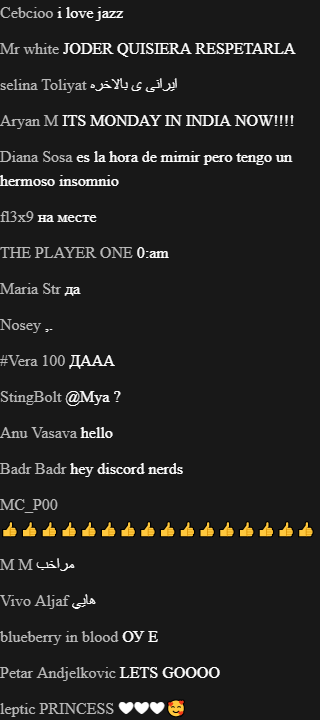 Cebcioo i love jazz
Mr white JODER QUISIERA RESPETARLA
selina Toliyat ایرانی ی بالاخره
Aryan M ITS MONDAY IN INDIA NOW!!!!
Diana Sosa es la hora de mimir pero tengo un
hermoso insomnio
fl3x9 на месте
THE PLAYER ONE 0:am
Maria Str да
Nosey ,.
#Vera 100 ДААА
StingBolt @Mya ?
Anu Vasava hello
Badr Badr hey discord nerds
MC_P00
👍👍👍👍👍👍👍👍👍👍👍👍👍👍👍👍
M M مراخب
Vivo Aljaf هايي
blueberry in blood ОУ Е
Petar Andjelkovic LETS GOOOO
leptic PRINCESS 🤍🤍🤍🥰